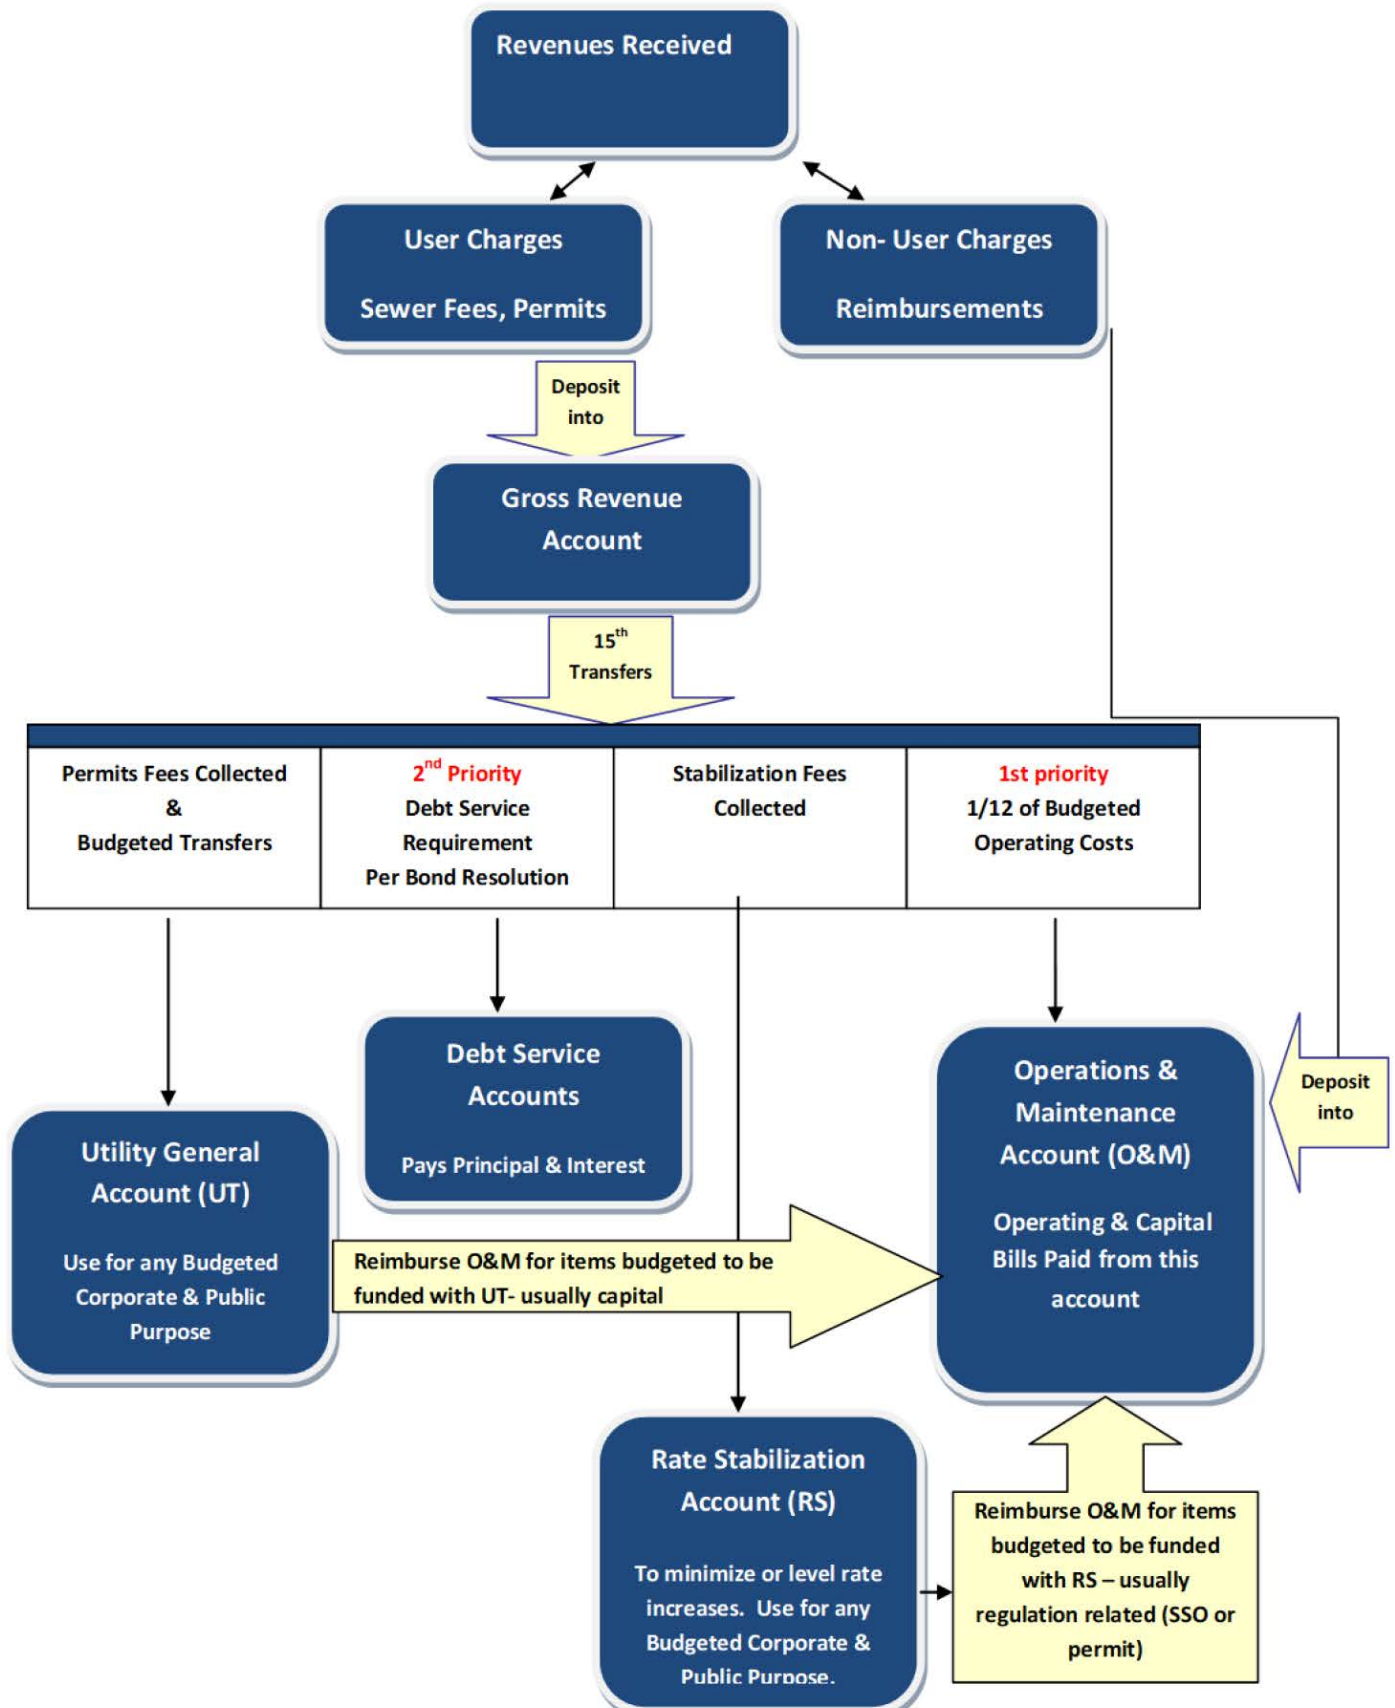 Revenues Received
User Charges
Sewer Fees, Permits
Non- User Charges
Reimbursements
Deposit
into
Gross Revenue
Account
15th
Transfers
Permits Fees Collected
&
Budgeted Transfers
2nd Priority
Debt Service
Requirement
Per Bond Resolution
Stabilization Fees
Collected
1st priority
1/12 of Budgeted
Operating Costs
Debt Service
Accounts
Pays Principal & Interest
Operations &
Maintenance
Account (O&M)
Operating & Capital
Bills Paid from this
account
Deposit
into
Utility General
Account (UT)
Use for any Budgeted
Corporate & Public
Purpose
Reimburse O&M for items budgeted to be
funded with UT- usually capital
Rate Stabilization
Account (RS)
To minimize or level rate
increases.  Use for any
Budgeted Corporate &
Public Purpose.
Reimburse O&M for items
budgeted to be funded
with RS – usually
regulation related (SSO or
permit)